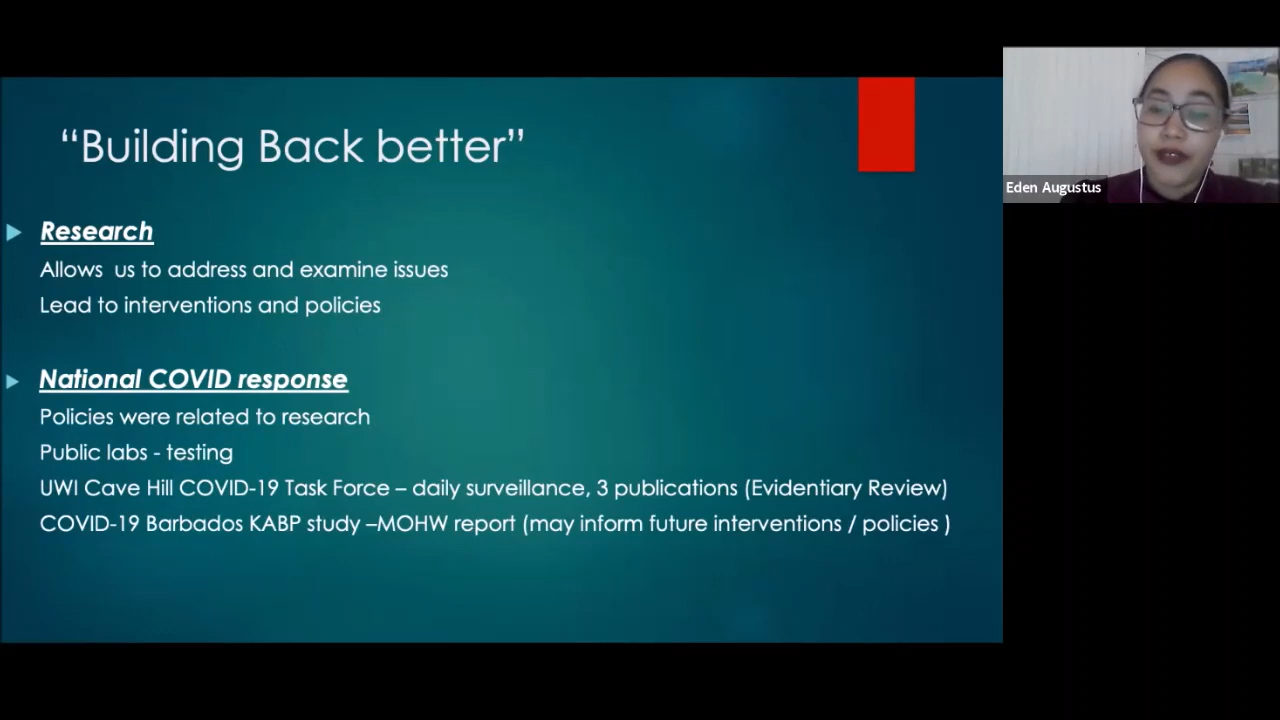 “Building Back better”
Research
Allows us to address and examine issues
Lead to interventions and policies
National COVID response
Policies were related to research
Public labs - testing
UWI Cave Hill COVID-19 Task Force – daily surveillance, 3 publications (Evidentiary Review)
COVID-19 Barbados KABP study –MOHW report (may inform future interventions / policies )
Eden Augustus